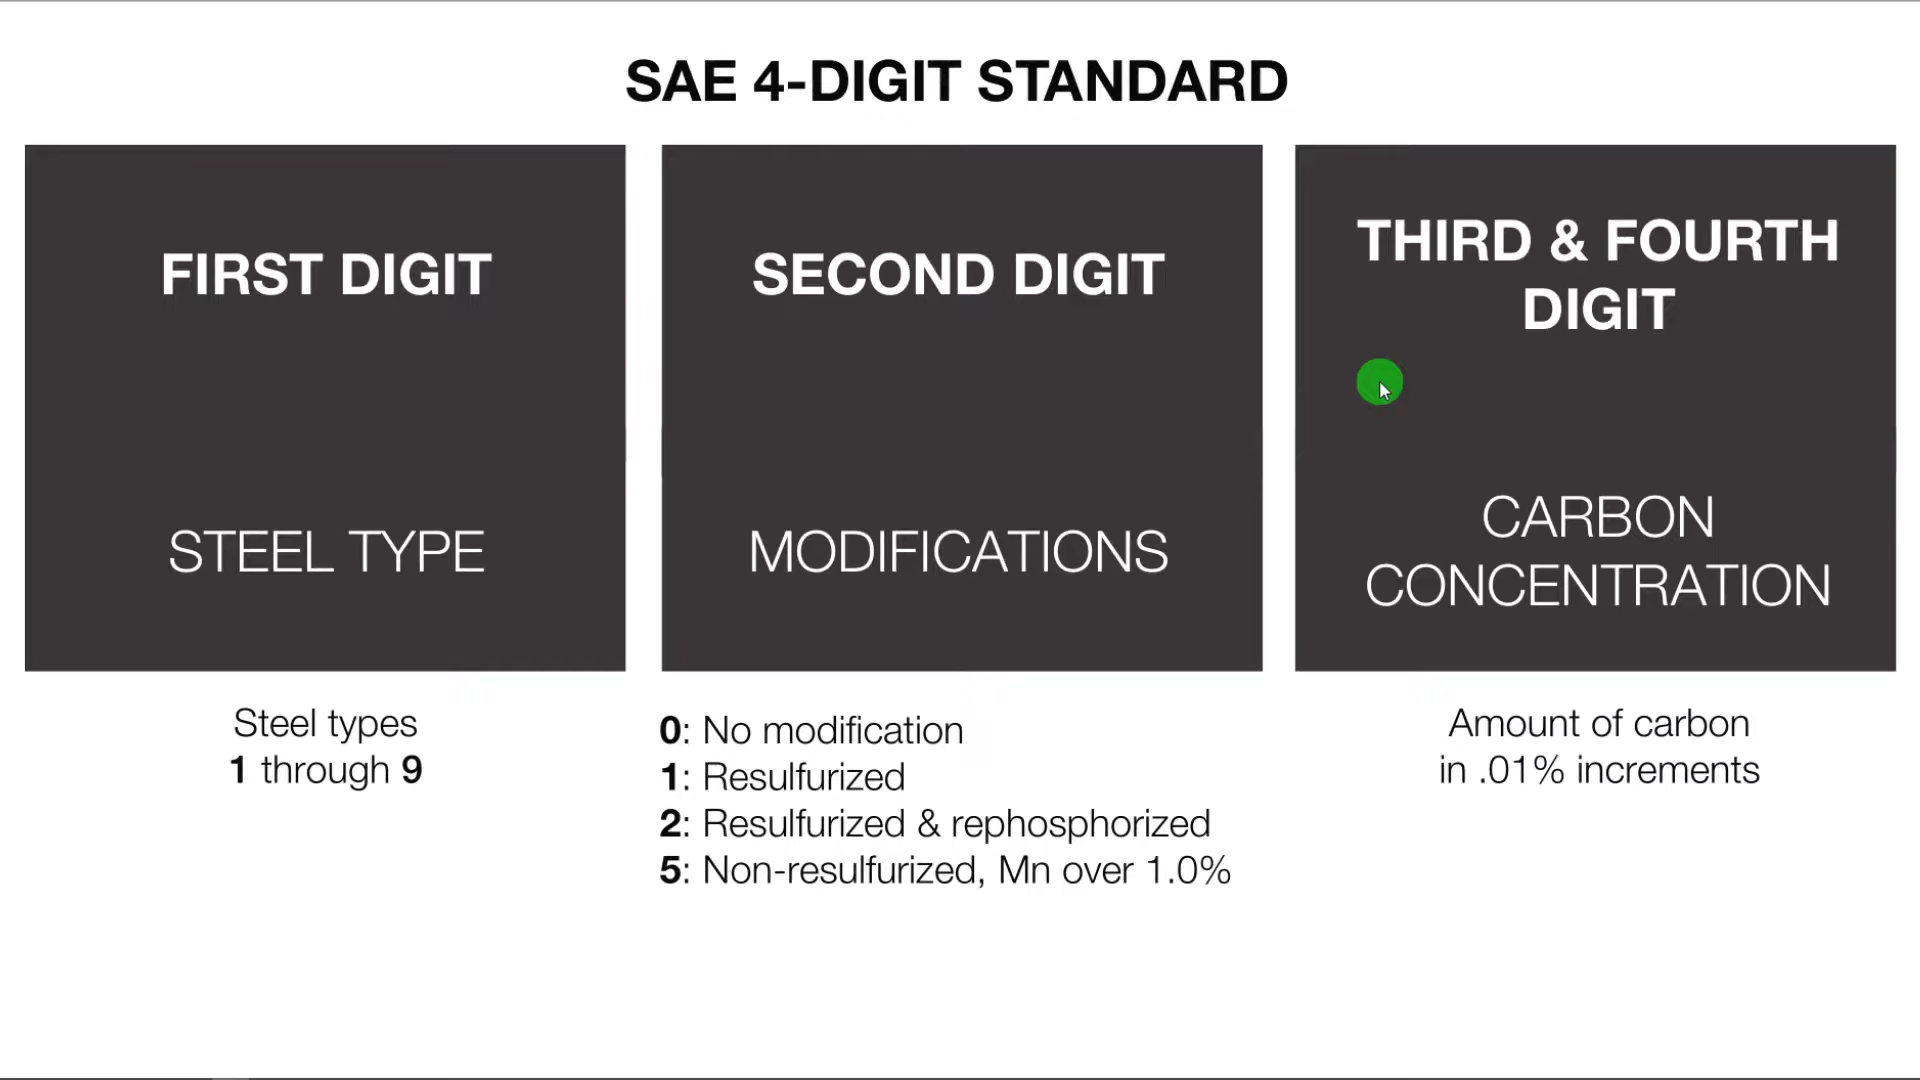 SAE 4-DIGIT STANDARD
FIRST DIGIT
STEEL TYPE
Steel types
1 through 9
SECOND DIGIT
MODIFICATIONS
0: No modification
1: Resulfurized
2: Resulfurized & rephosphorized
5: Non-resulfurized, Mn over 1.0%
THIRD & FOURTH
DIGIT
CARBON
CONCENTRATION
Amount of carbon
in .01% increments